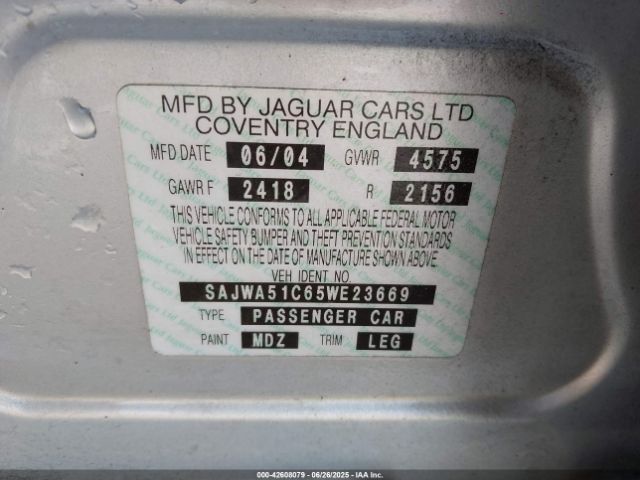 MFD BY JAGUAR CARS LTD
COVENTRY ENGLAND
MFD DATE 06/04 GVWR 4575
GAWR F 2418 R 2156
THIS VEHICLE CONFORMS TO ALL APPLICABLE FEDERAL MOTOR
VEHICLE SAFETY BUMPER AND THEFT PREVENTION STANDARDS
IN EFFECT ON THE DATE OF MANUFACTURE SHOWN ABOVE
VEH IDENT NO
SAJWA51C65WE23669
TYPE PASSENGER CAR
PAINT MDZ TRIM LEG
000-42608079 - 06/26/2025 - IAA Inc.